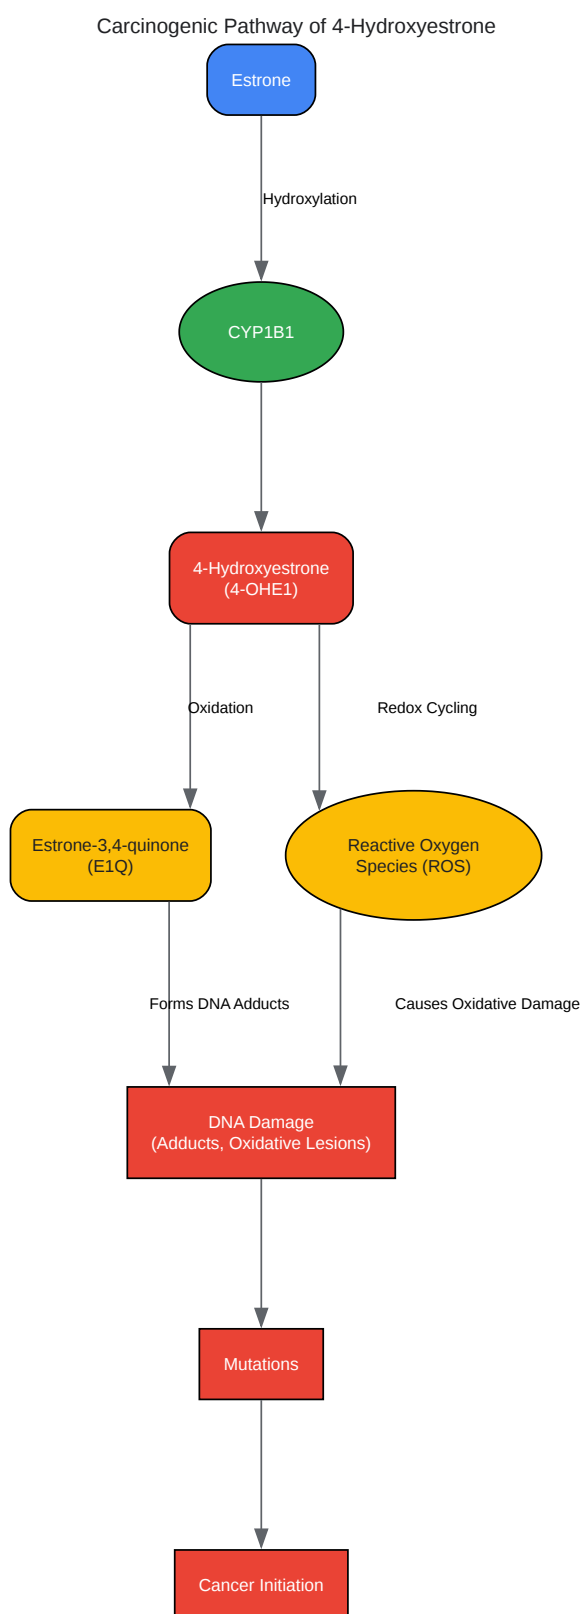 Carcinogenic Pathway of 4-Hydroxyestrone
Estrone
Hydroxylation
CYP1B1
4-Hydroxyestrone
(4-OHE1)
Oxidation
Redox Cycling
Estrone-3,4-quinone
(E1Q)
Reactive Oxygen
Species (ROS)
Forms DNA Adducts
Causes Oxidative Damage
DNA Damage
(Adducts, Oxidative Lesions)
Mutations
Cancer Initiation